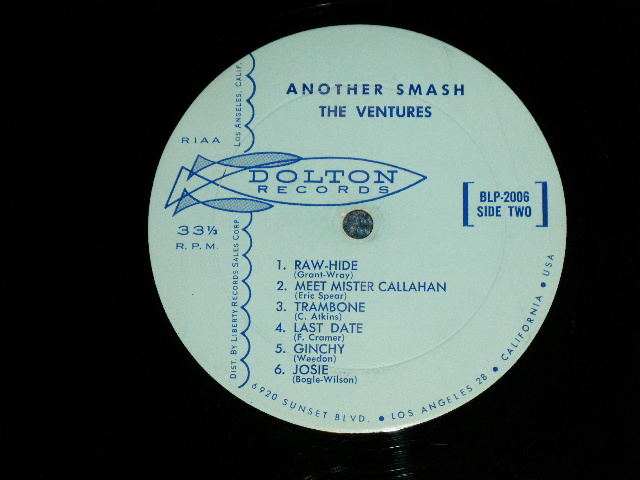 ANOTHER SMASH
THE VENTURES
RIAA
DOLTON
RECORDS
33⅓
R.P.M.
BLP-2006
SIDE TWO
1. RAW-HIDE
(Grant-Wray)
2. MEET MISTER CALLAHAN
(Eric Spear)
3. TRAMBONE
(C. Atkins)
4. LAST DATE
(F. Cramer)
5. GINCHY
(Weedon)
6. JOSIE
(Bogle-Wilson)
DIST. BY LIBERTY RECORDS SALES CORP. LOS ANGELES, CALIF.
6920 SUNSET BLVD. • LOS ANGELES 28 • CALIFORNIA • USA